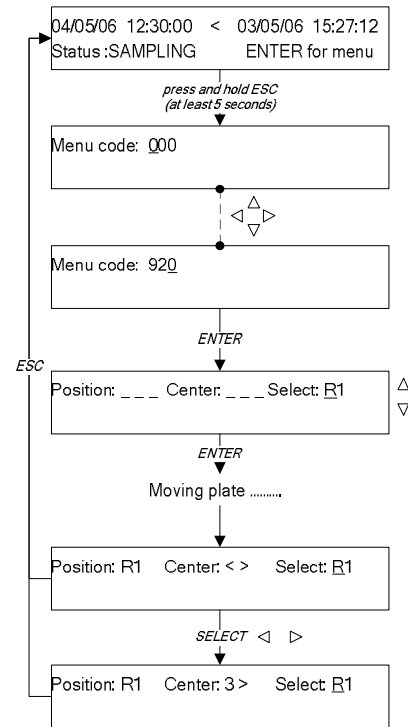 04/05/06 12:30:00 < 03/05/06 15:27:12
Status :SAMPLING ENTER for menu
press and hold ESC
(at least 5 seconds)
Menu code: 000
Menu code: 920
ENTER
ESC
Position: _ _ _ Center: _ _ _ Select: R1
ENTER
Moving plate ..........
Position: R1 Center: < > Select: R1
SELECT
Position: R1 Center: 3 > Select: R1